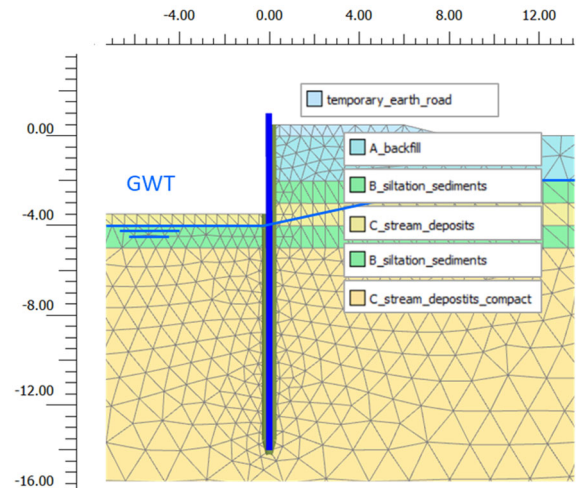 -4.00 0.00 4.00 8.00 12.00
temporary_earth_road
0.00
A_backfill
GWT
B_siltation_sediments
-4.00
C_stream_deposits
B_siltation_sediments
-8.00
C_stream_depostits_compact
-12.00
-16.00